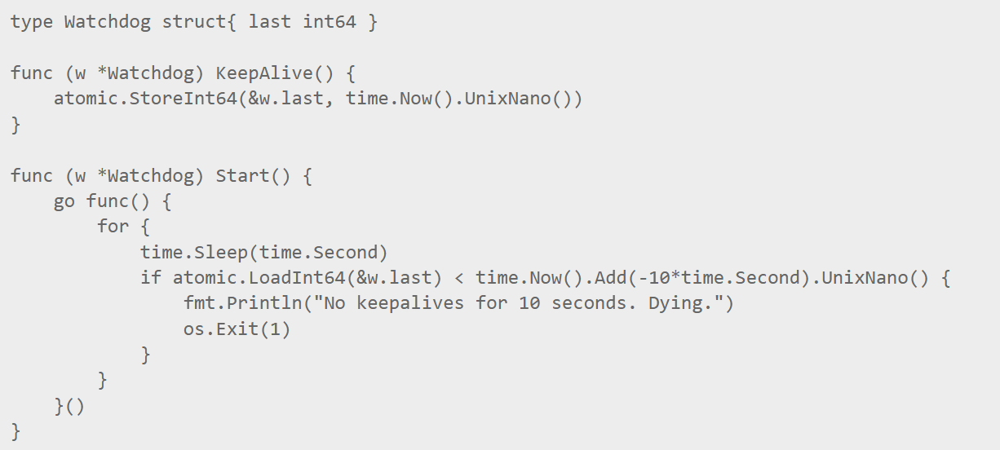 type Watchdog struct{ last int64 }

func (w *Watchdog) KeepAlive() {
    atomic.StoreInt64(&w.last, time.Now().UnixNano())
}

func (w *Watchdog) Start() {
    go func() {
        for {
            time.Sleep(time.Second)
            if atomic.LoadInt64(&w.last) < time.Now().Add(-10*time.Second).UnixNano() {
                fmt.Println("No keepalives for 10 seconds. Dying.")
                os.Exit(1)
            }
        }
    }()
}